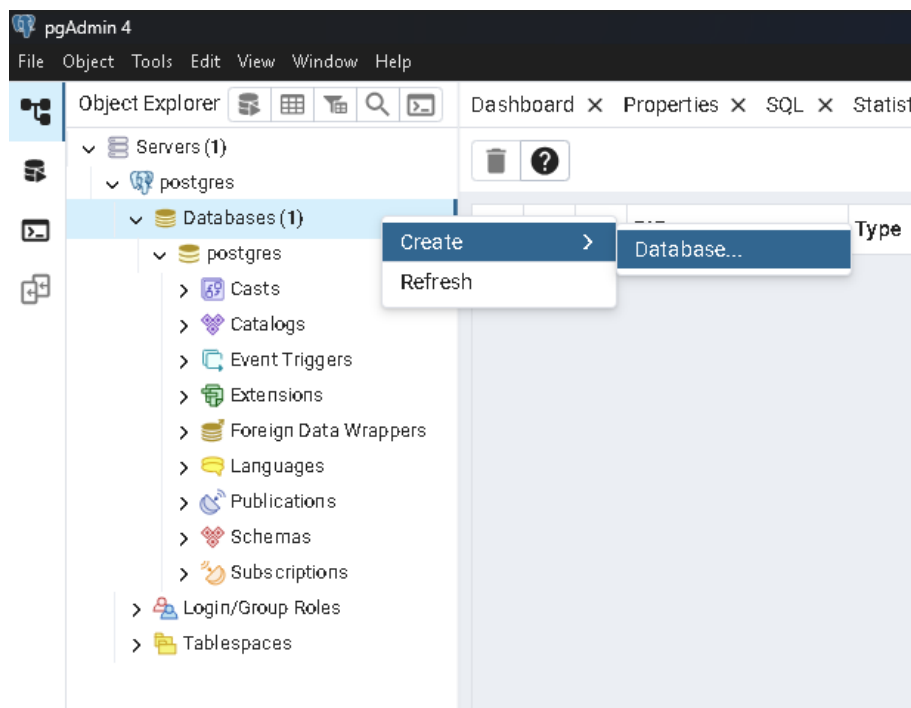 pgAdmin 4
File Object Tools Edit View Window Help
Object Explorer
Dashboard × Properties × SQL × Statist
Servers (1)
postgres
Databases (1)
postgres
Casts
Catalogs
Event Triggers
Extensions
Foreign Data Wrappers
Languages
Publications
Schemas
Subscriptions
Login/Group Roles
Tablespaces
Create
Refresh
Database...
Type